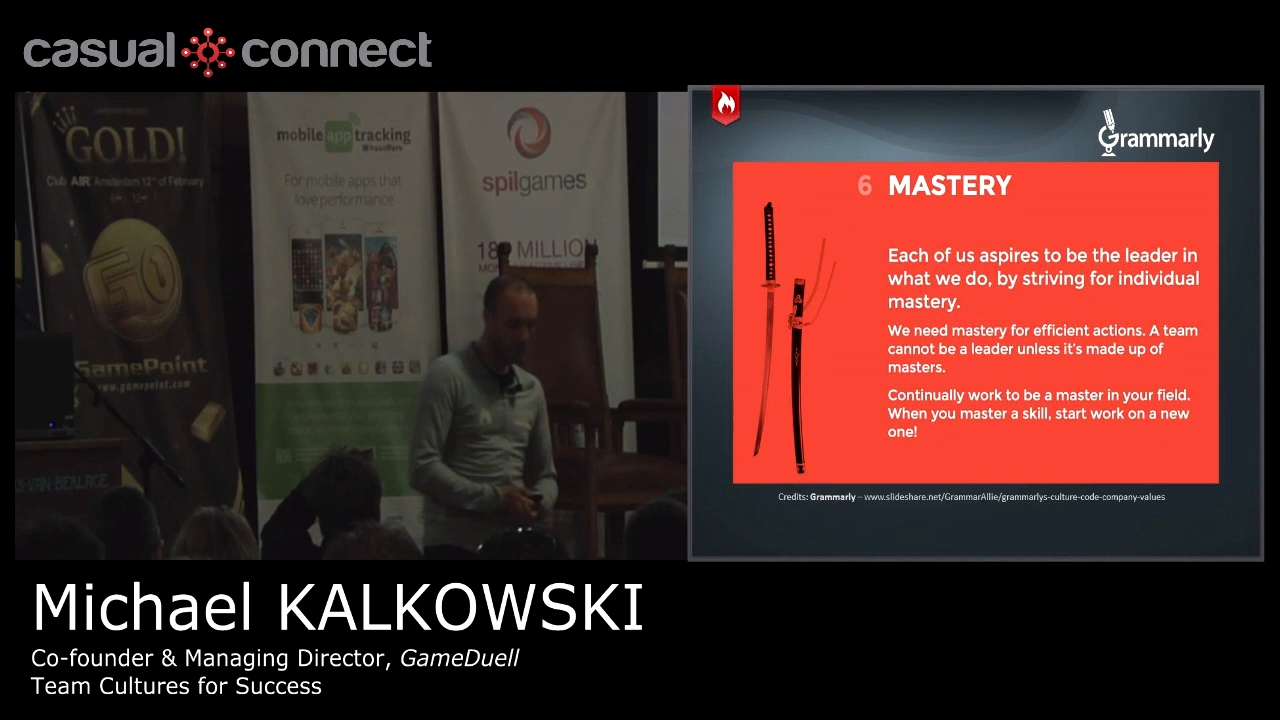 casual connect
GOLD!
Club AIR Amsterdam 12th of February
GamePoint
www.gamepoint.com
mobile app tracking
For mobile apps that
love performance
spilgames
MILLION
S VAN BERLAGE
Grammarly
6 MASTERY
Each of us aspires to be the leader in
what we do, by striving for individual
mastery.
We need mastery for efficient actions. A team
cannot be a leader unless it's made up of
masters.
Continually work to be a master in your field.
When you master a skill, start work on a new
one!
Credits: Grammarly – www.slideshare.net/GrammarAllie/grammarlys-culture-code-company-values
Michael KALKOWSKI
Co-founder & Managing Director, GameDuell
Team Cultures for Success